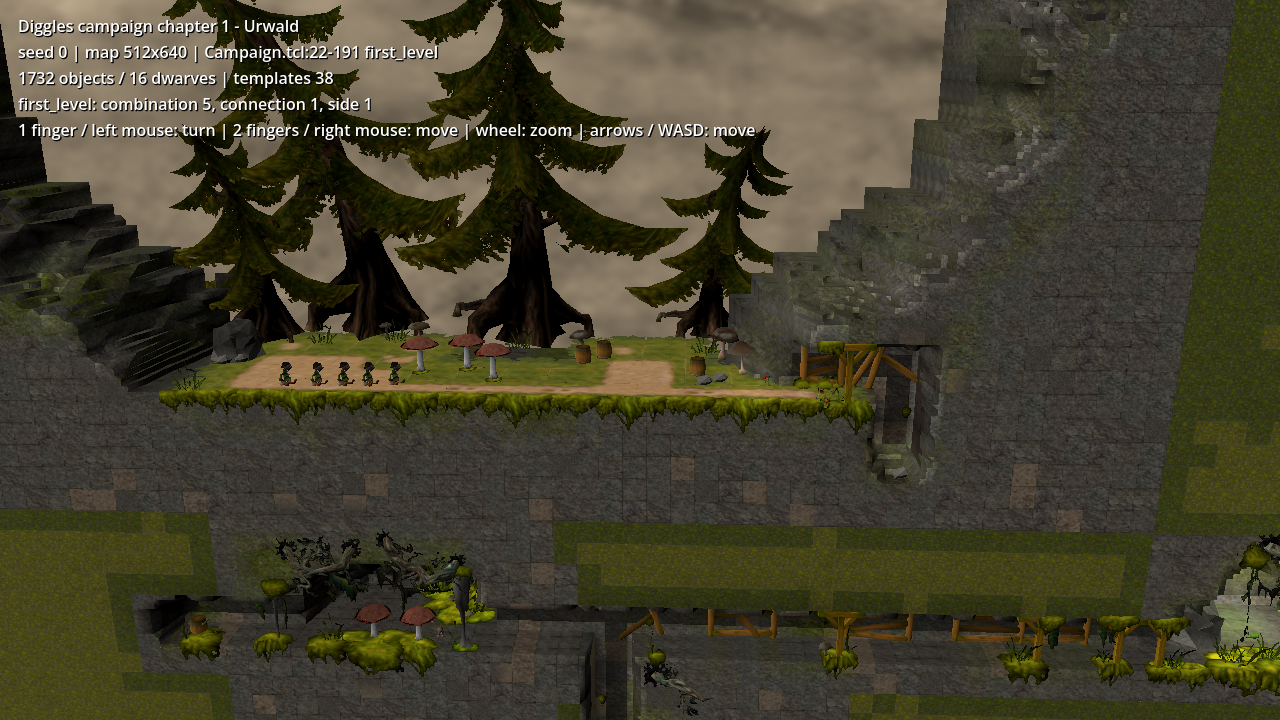 Diggles campaign chapter 1 - Urwald
seed 0 | map 512x640 | Campaign.tcl:22-191 first_level
1732 objects / 16 dwarves | templates 38
first_level: combination 5, connection 1, side 1
1 finger / left mouse: turn | 2 fingers / right mouse: move | wheel: zoom | arrows / WASD: move